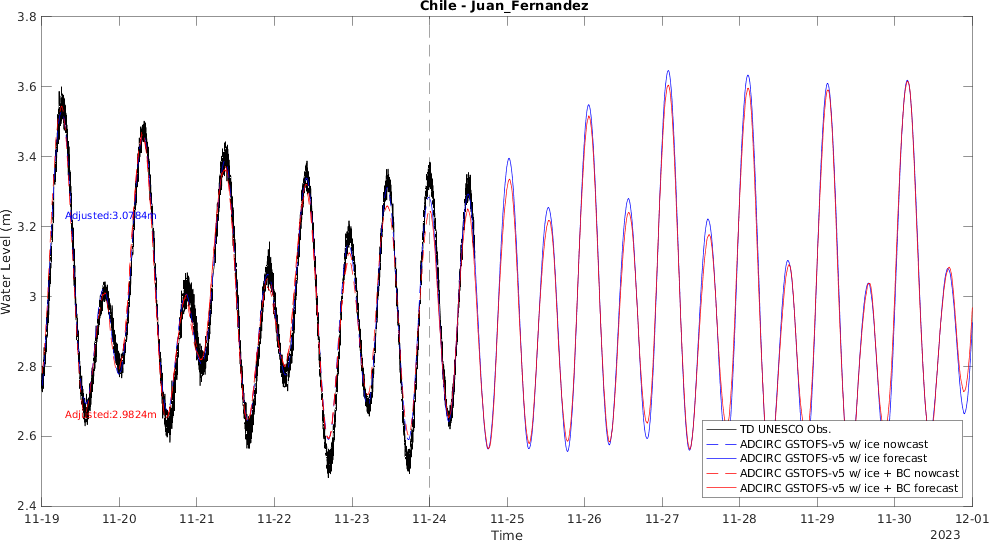 Chile - Juan_Fernandez
3.8
3.6
3.4
3.2
3
2.8
2.6
2.4
Water Level (m)
Adjusted:3.0784m
Adjusted:2.9824m
TD UNESCO Obs.
ADCIRC GSTOFS-v5 w/ ice nowcast
ADCIRC GSTOFS-v5 w/ ice forecast
ADCIRC GSTOFS-v5 w/ ice + BC nowcast
ADCIRC GSTOFS-v5 w/ ice + BC forecast
11-19 11-20 11-21 11-22 11-23 11-24 11-25 11-26 11-27 11-28 11-29 11-30 12-01
Time
2023